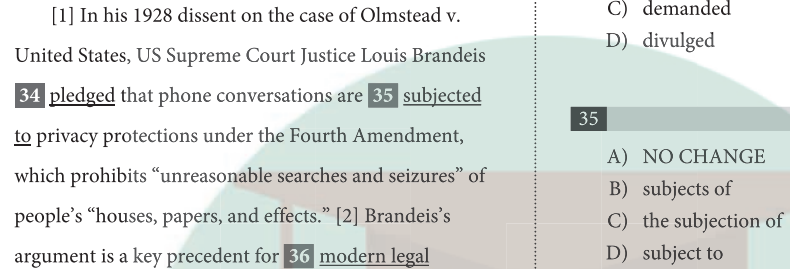 [1] In his 1928 dissent on the case of Olmstead v.
United States, US Supreme Court Justice Louis Brandeis
34 pledged that phone conversations are 35 subjected
to privacy protections under the Fourth Amendment,
which prohibits “unreasonable searches and seizures” of
people’s “houses, papers, and effects.” [2] Brandeis’s
argument is a key precedent for 36 modern legal
C) demanded
D) divulged
35
A) NO CHANGE
B) subjects of
C) the subjection of
D) subject to